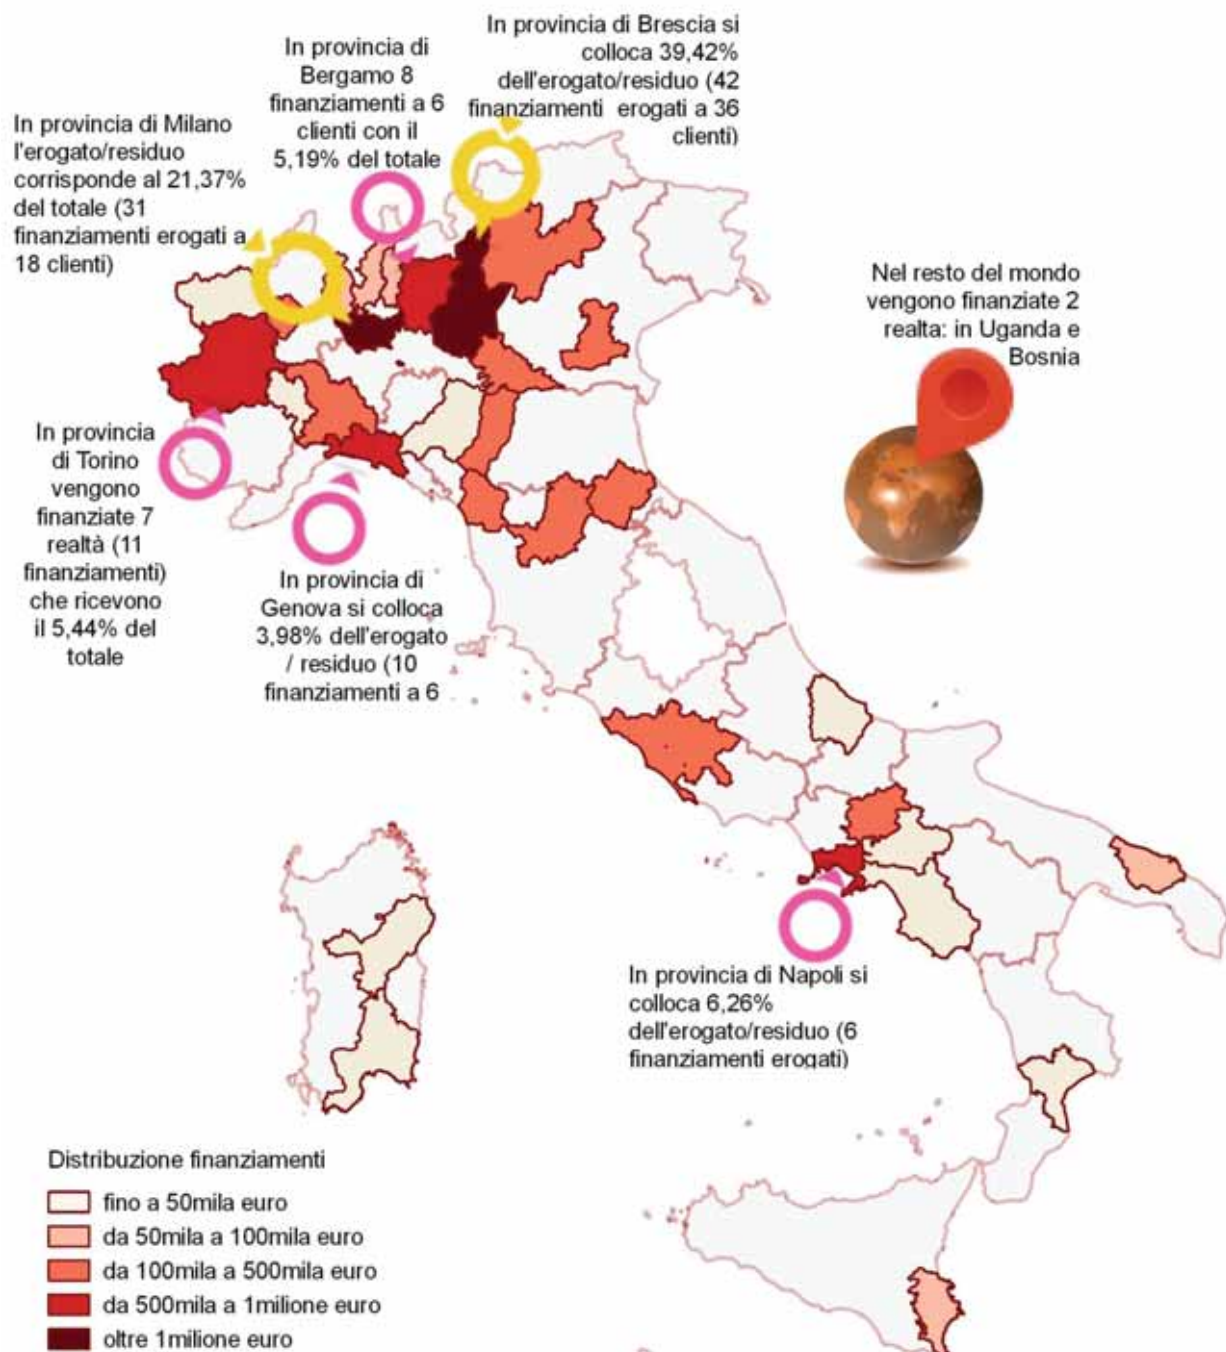 In provincia di Brescia si
colloca 39,42%
dell'erogato/residuo (42
finanziamenti erogati a 36
clienti)
In provincia di
Bergamo 8
finanziamenti a 6
clienti con il
5,19% del totale
In provincia di Milano
l'erogato/residuo
corrisponde al 21,37%
del totale (31
finanziamenti erogati a
18 clienti)
Nel resto del mondo
vengono finanziate 2
realta: in Uganda e
Bosnia
In provincia
di Torino
vengono
finanziate 7
realtà (11
finanziamenti)
che ricevono
il 5,44% del
totale
In provincia di
Genova si colloca
3,98% dell'erogato
/ residuo (10
finanziamenti a 6
In provincia di Napoli si
colloca 6,26%
dell'erogato/residuo (6
finanziamenti erogati)
Distribuzione finanziamenti
fino a 50mila euro
da 50mila a 100mila euro
da 100mila a 500mila euro
da 500mila a 1milione euro
oltre 1milione euro